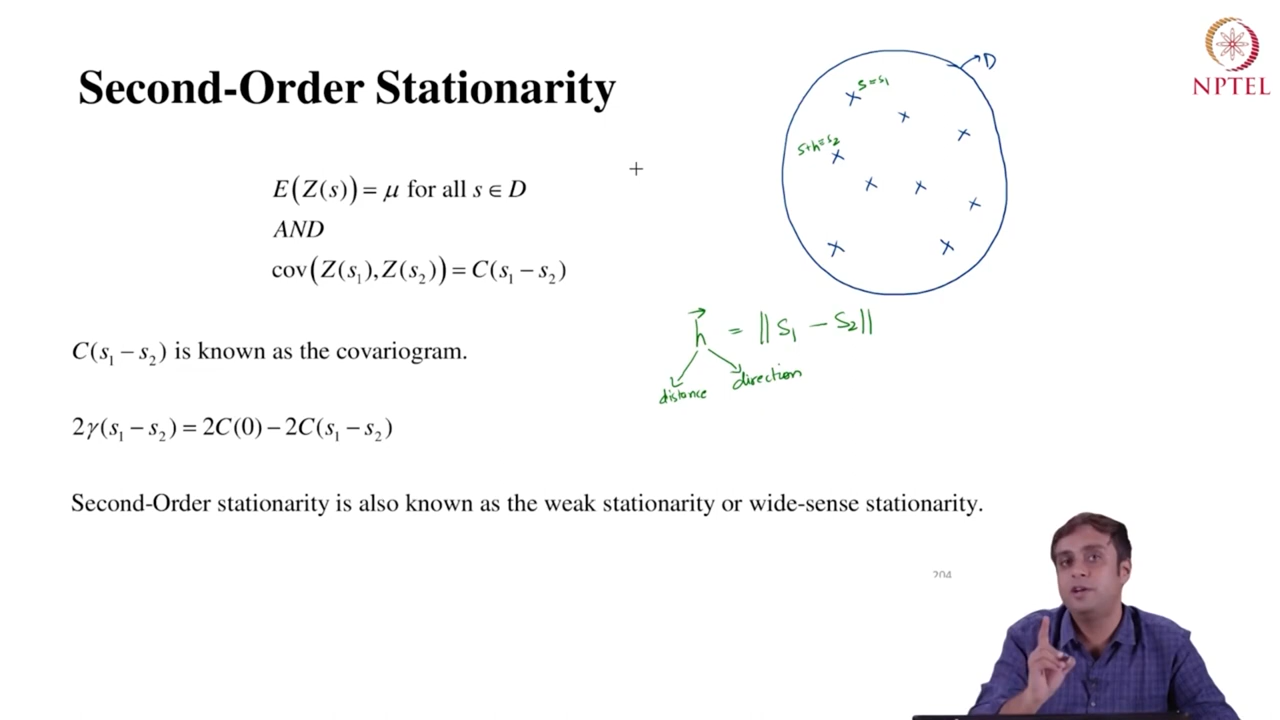 Second-Order Stationarity
E(Z(s)) = μ for all s ∈ D
AND
cov(Z(s₁), Z(s₂)) = C(s₁ − s₂)
C(s₁ − s₂) is known as the covariogram.
2γ(s₁ − s₂) = 2C(0) − 2C(s₁ − s₂)
Second-Order stationarity is also known as the weak stationarity or wide-sense stationarity.
D
s=s₁
s+h=s₂
h⃗ = ||s₁ − s₂||
distance direction
NPTEL
204